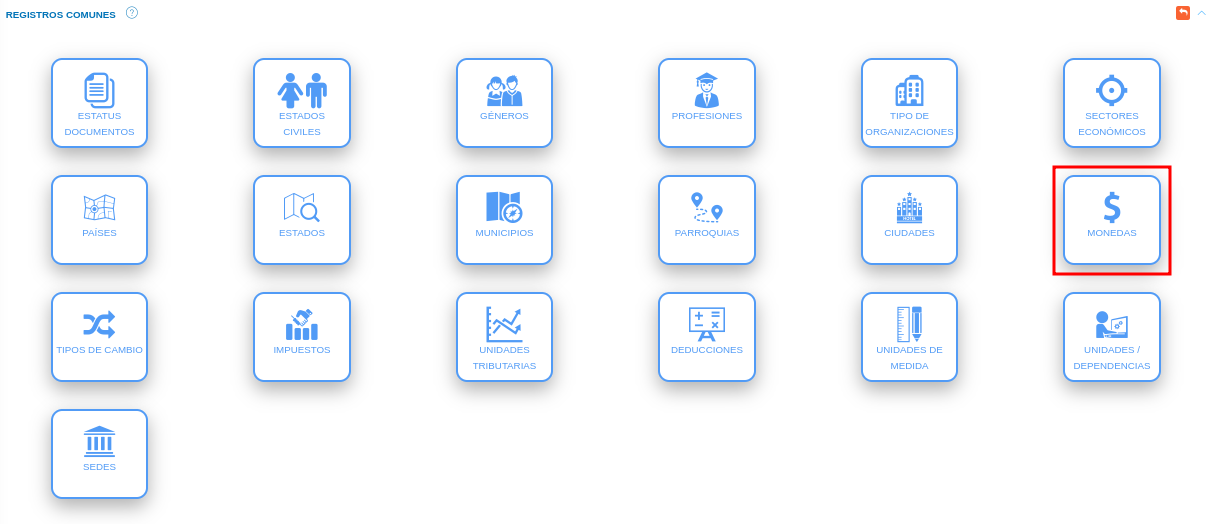 REGISTROS COMUNES
ESTATUS
DOCUMENTOS
ESTADOS
CIVILES
GÉNEROS
PROFESIONES
TIPO DE
ORGANIZACIONES
SECTORES
ECONÓMICOS
PAÍSES
ESTADOS
MUNICIPIOS
PARROQUIAS
HOTEL
CIUDADES
MONEDAS
TIPOS DE CAMBIO
IMPUESTOS
UNIDADES
TRIBUTARIAS
DEDUCCIONES
UNIDADES DE
MEDIDA
UNIDADES /
DEPENDENCIAS
SEDES